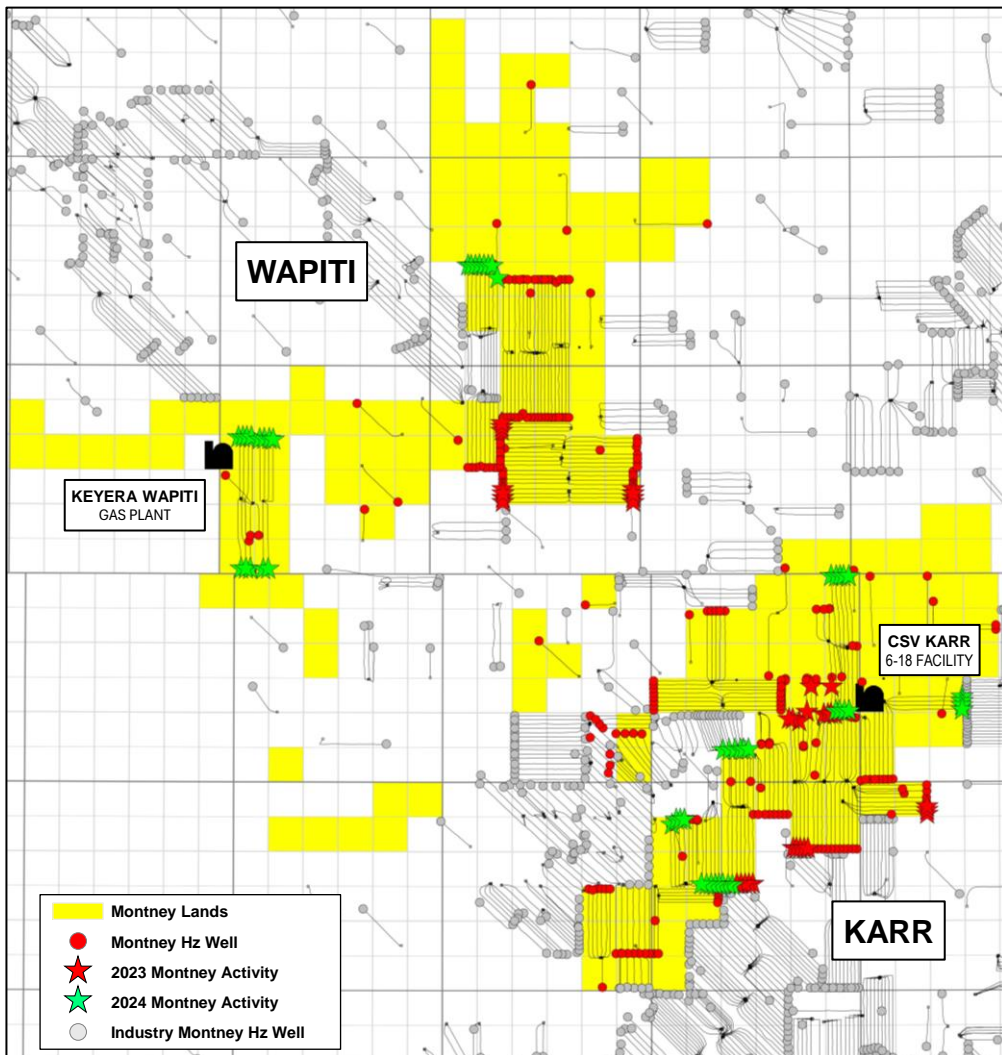 WAPITI
KEYERA WAPITI
GAS PLANT
CSV KARR
6-18 FACILITY
KARR
Montney Lands
Montney Hz Well
2023 Montney Activity
2024 Montney Activity
Industry Montney Hz Well